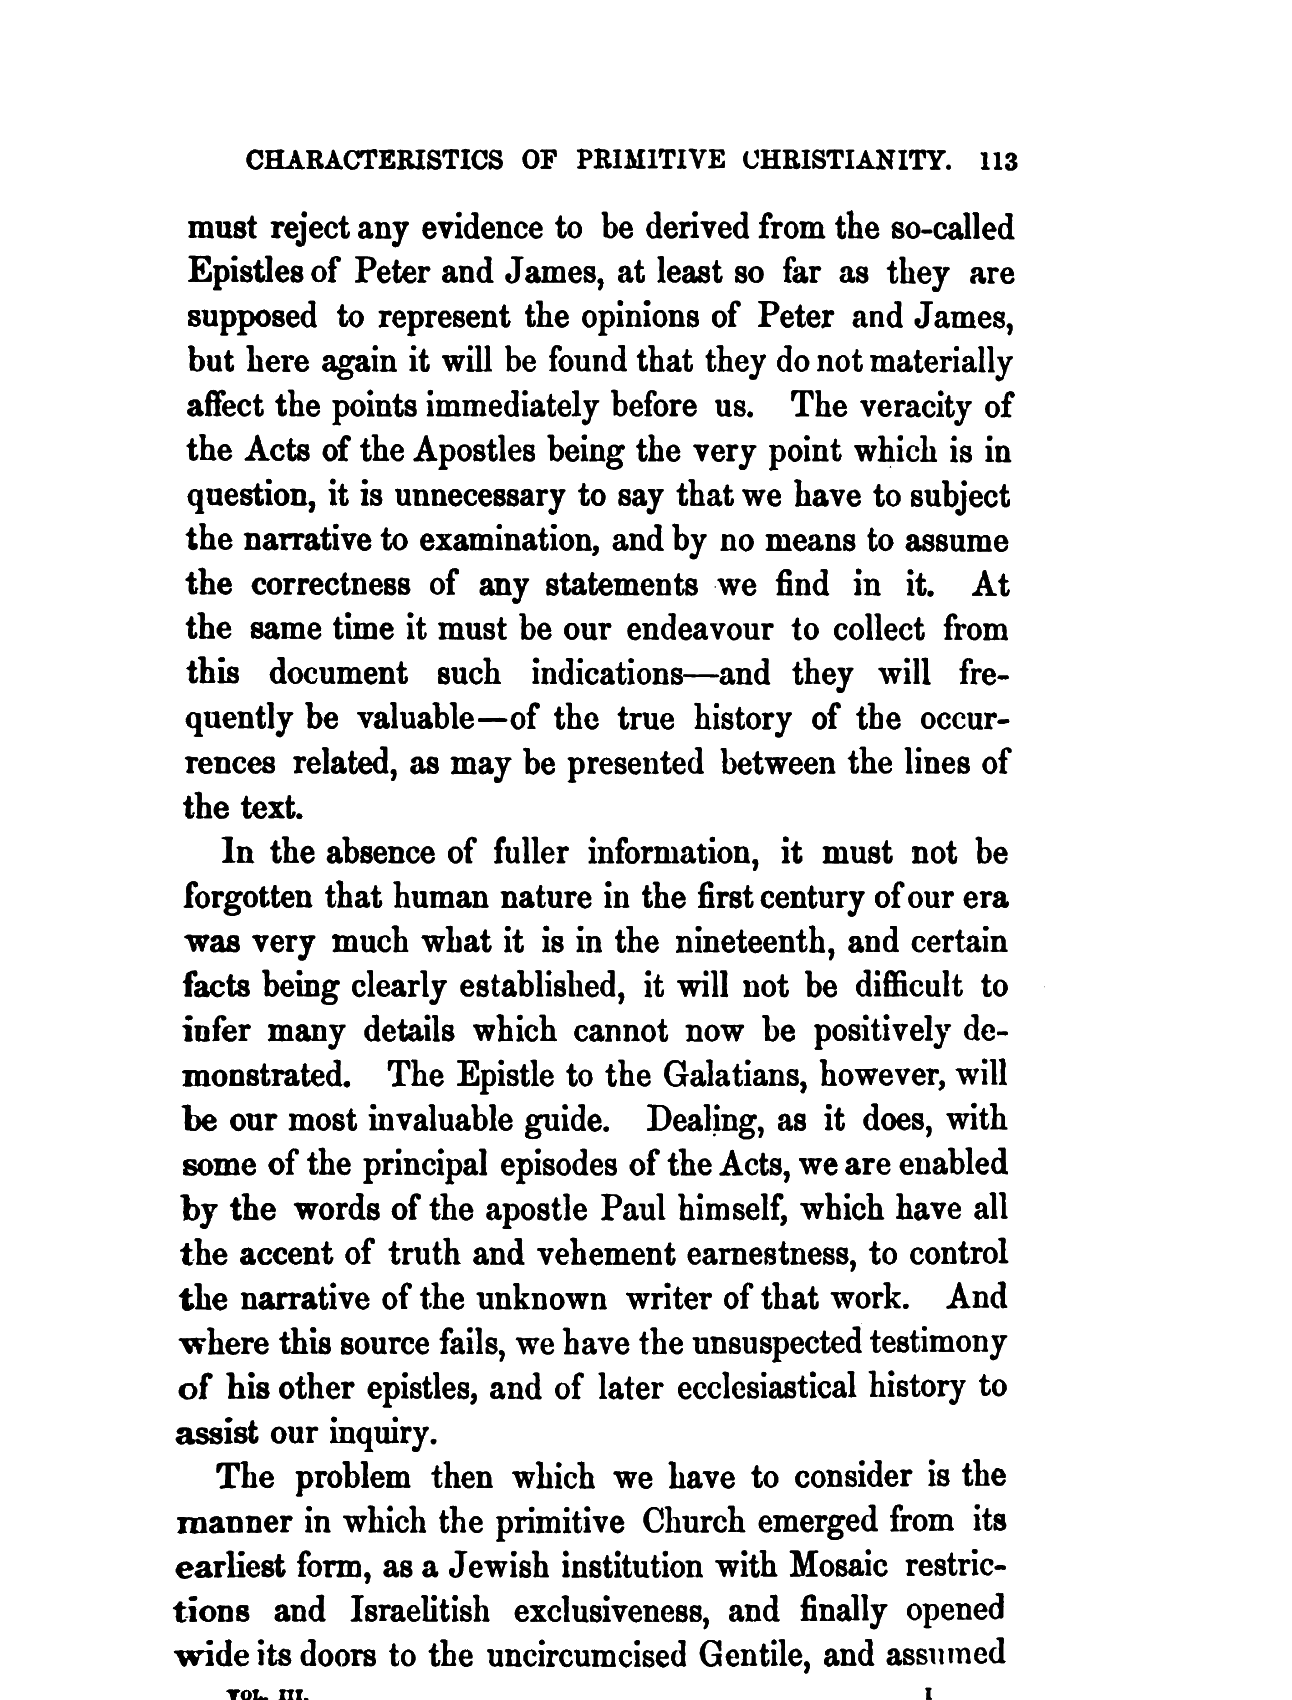 CHARACTERISTICS OF PRIMITIVE CHRISTIANITY. 113
must reject any evidence to be derived from the so-called
Epistles of Peter and James, at least so far as they are
supposed to represent the opinions of Peter and James,
but here again it will be found that they do not materially
affect the points immediately before us. The veracity of
the Acts of the Apostles being the very point which is in
question, it is unnecessary to say that we have to subject
the narrative to examination, and by no means to assume
the correctness of any statements we find in it. At
the same time it must be our endeavour to collect from
this document such indications—and they will fre-
quently be valuable—of the true history of the occur-
rences related, as may be presented between the lines of
the text.
In the absence of fuller information, it must not be
forgotten that human nature in the first century of our era
was very much what it is in the nineteenth, and certain
facts being clearly established, it will not be difficult to
infer many details which cannot now be positively de-
monstrated. The Epistle to the Galatians, however, will
be our most invaluable guide. Dealing, as it does, with
some of the principal episodes of the Acts, we are enabled
by the words of the apostle Paul himself, which have all
the accent of truth and vehement earnestness, to control
the narrative of the unknown writer of that work. And
where this source fails, we have the unsuspected testimony
of his other epistles, and of later ecclesiastical history to
assist our inquiry.
The problem then which we have to consider is the
manner in which the primitive Church emerged from its
earliest form, as a Jewish institution with Mosaic restric-
tions and Israelitish exclusiveness, and finally opened
wide its doors to the uncircumcised Gentile, and assumed
VOL. III. I